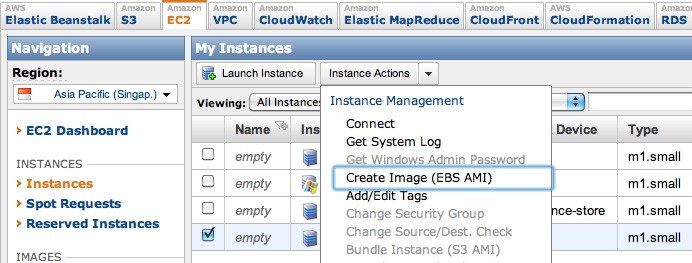 AWS Amazon Amazon Amazon Amazon Amazon Amazon AWS Amazon
Elastic Beanstalk S3 EC2 VPC CloudWatch Elastic MapReduce CloudFront CloudFormation RDS
Navigation
Region:
Asia Pacific (Singap.)
EC2 Dashboard
INSTANCES
Instances
Spot Requests
Reserved Instances
IMAGES
My Instances
Launch Instance Instance Actions
Viewing: All Instances
Name Device Type
empty m1.small
empty m1.small
empty nce-store m1.small
empty m1.small
Instance Management
Connect
Get System Log
Get Windows Admin Password
Create Image (EBS AMI)
Add/Edit Tags
Change Security Group
Change Source/Dest. Check
Bundle Instance (S3 AMI)